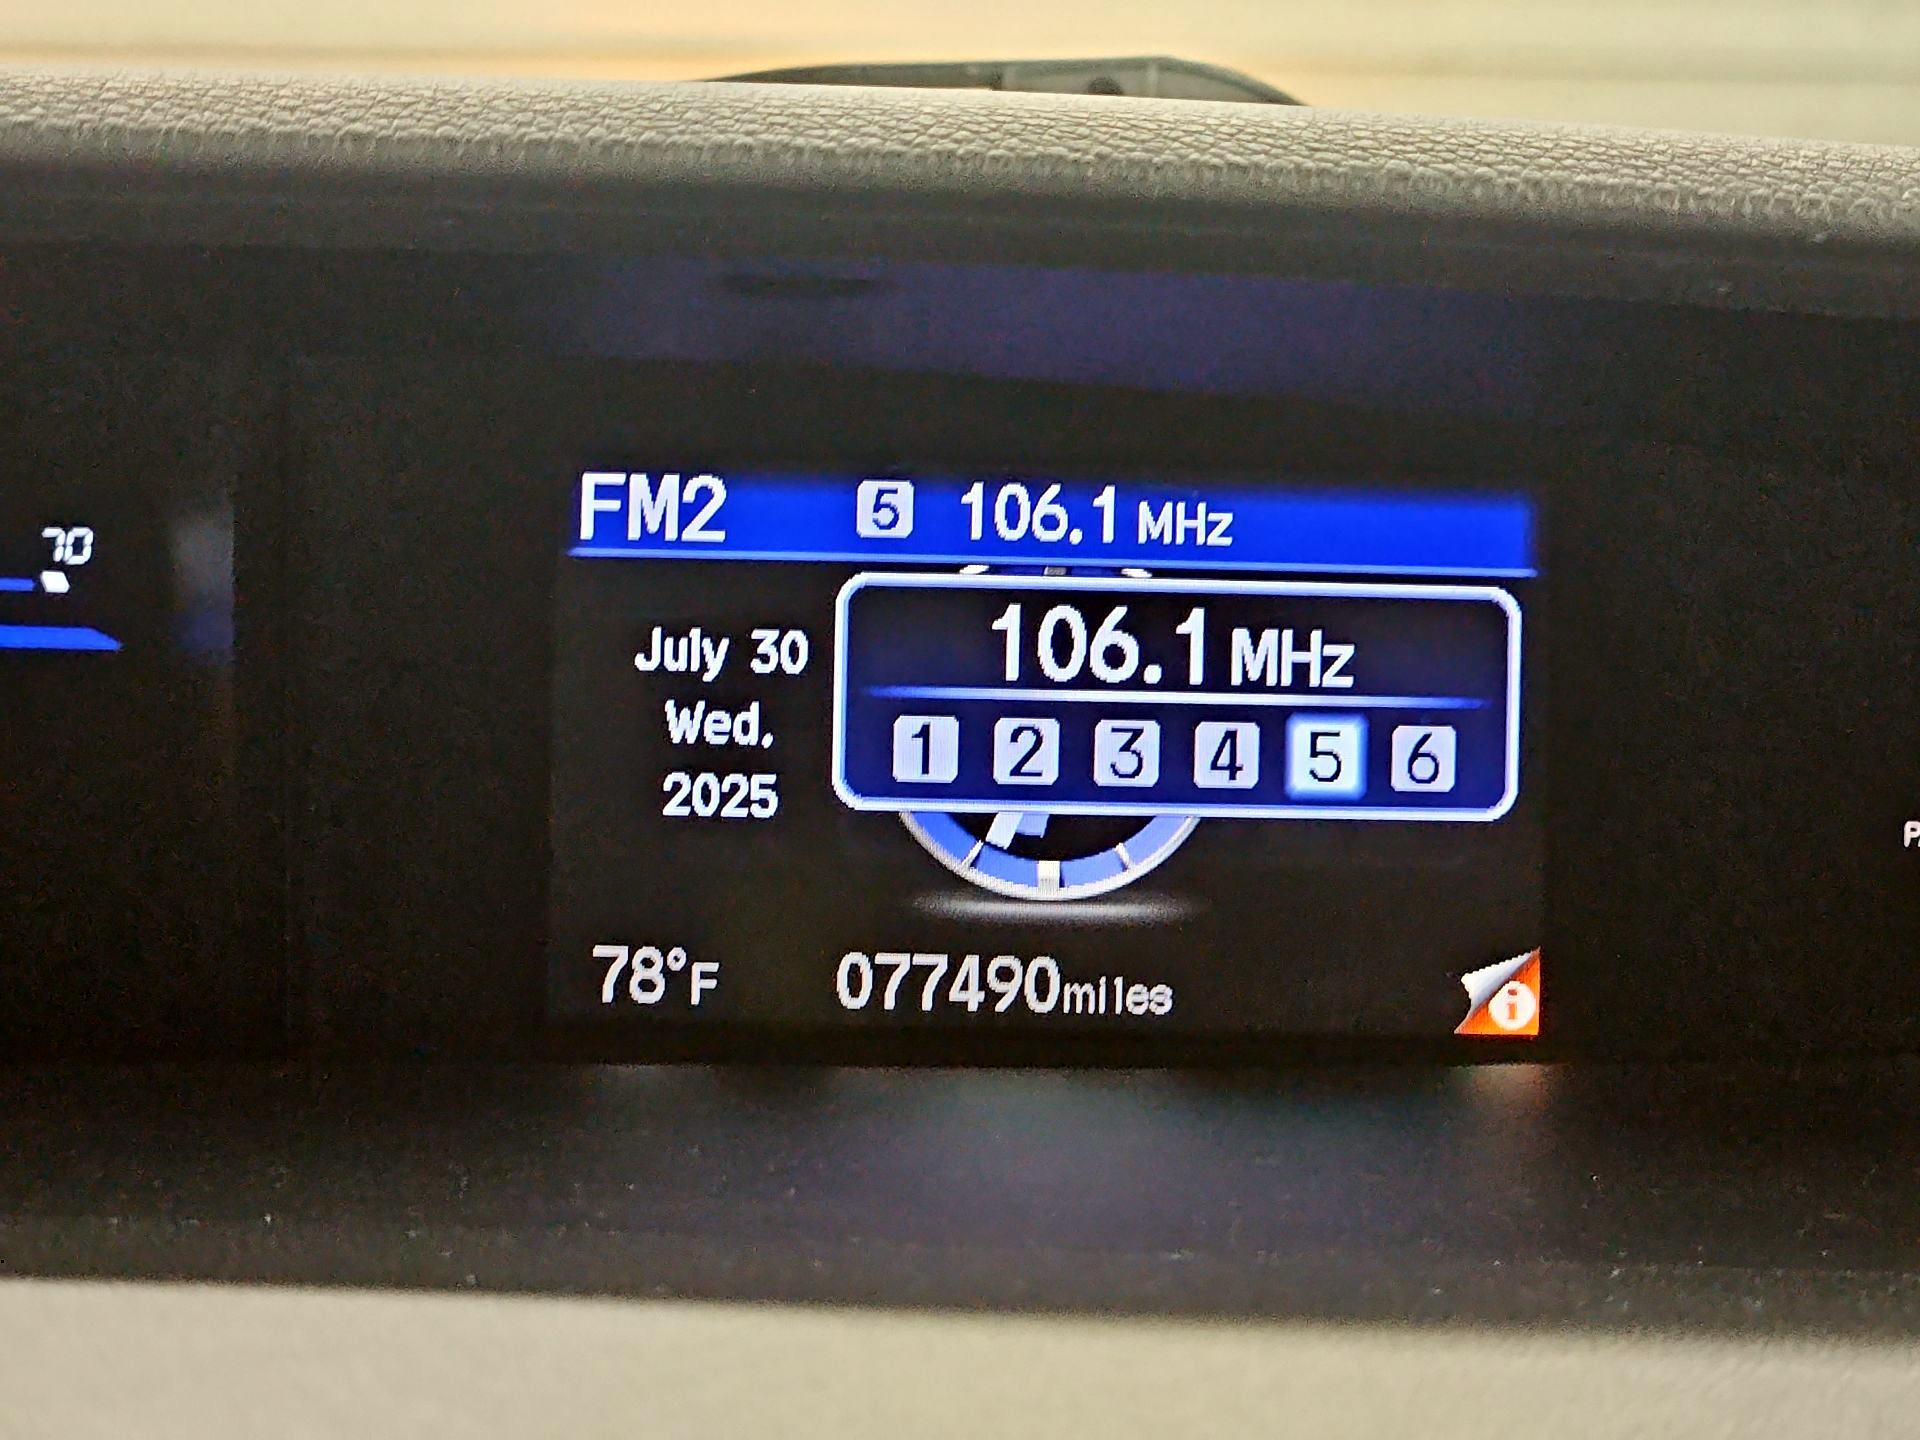 70
FM2 5 106.1 MHz
106.1 MHz
1 2 3 4 5 6
July 30
Wed.
2025
78°F 077490miles
i